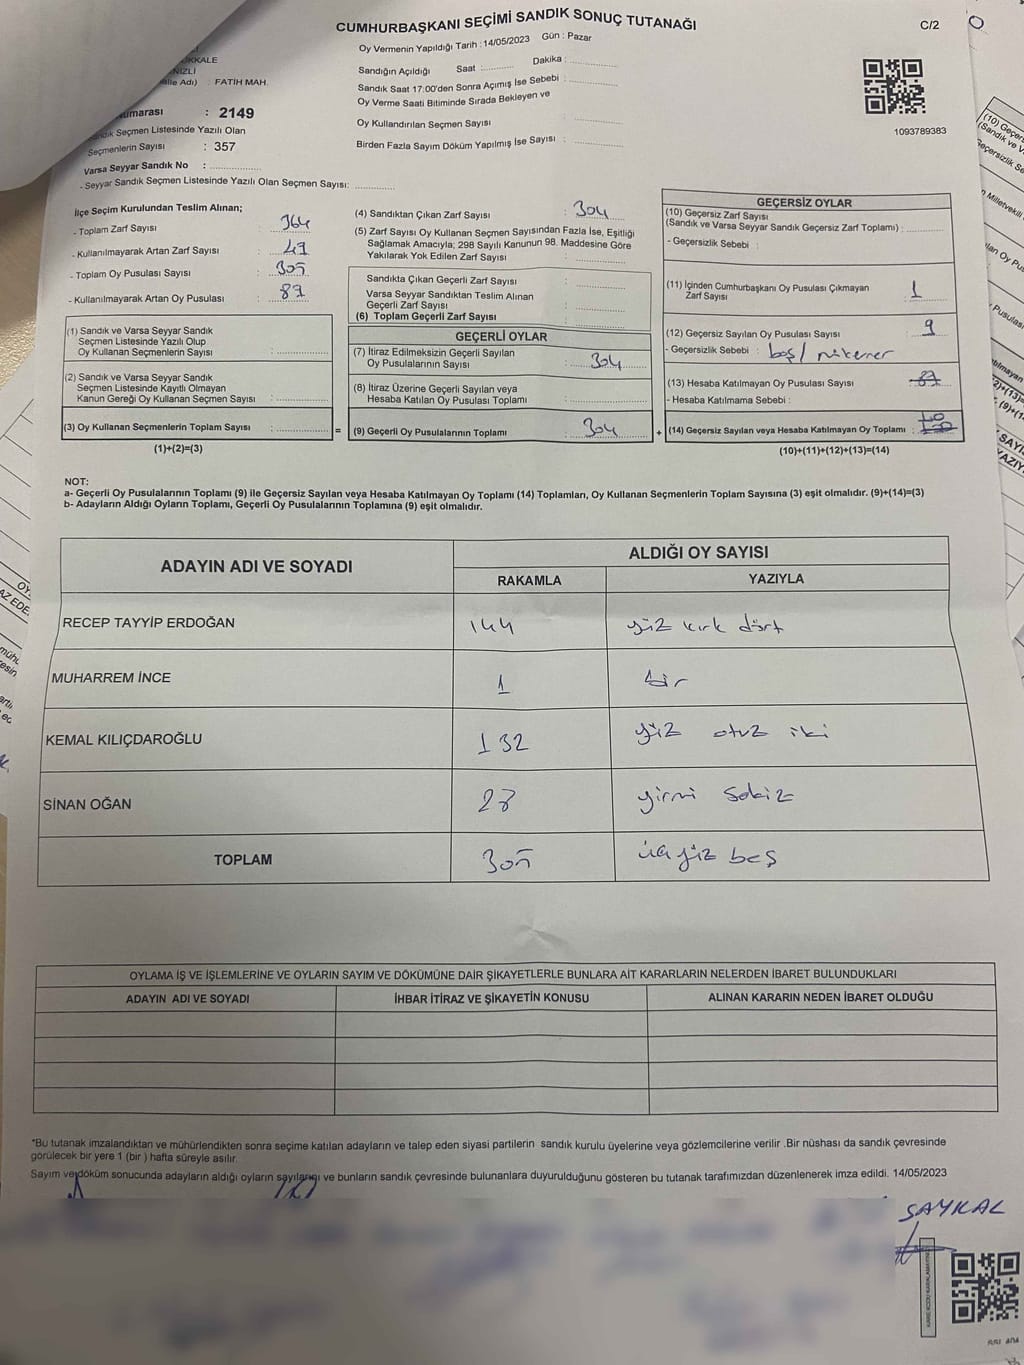 CUMHURBAŞKANI SEÇİMİ SANDIK SONUÇ TUTANAĞI
C/2
Oy Vermenin Yapıldığı Tarih : 14/05/2023 Gün : Pazar
FATİH MAH.
: 2149
Sandık Seçmen Listesinde Yazılı Olan
Seçmenlerin Sayısı : 357
Varsa Seyyar Sandık No :
- Seyyar Sandık Seçmen Listesinde Yazılı Olan Seçmen Sayısı:
Sandığın Açıldığı Saat : Dakika :
Sandık Saat 17:00'den Sonra Açımış İse Sebebi :
Oy Verme Saati Bitiminde Sırada Bekleyen ve
Oy Kullandırılan Seçmen Sayısı :
Birden Fazla Sayım Döküm Yapılmış İse Sayısı :
1093789383
İlçe Seçim Kurulundan Teslim Alınan;
- Toplam Zarf Sayısı : 364
- Kullanılmayarak Artan Zarf Sayısı : 47
- Toplam Oy Pusulası Sayısı : 305
- Kullanılmayarak Artan Oy Pusulası : 87
(1) Sandık ve Varsa Seyyar Sandık
Seçmen Listesinde Yazılı Olup
Oy Kullanan Seçmenlerin Sayısı :
(2) Sandık ve Varsa Seyyar Sandık
Seçmen Listesinde Kayıtlı Olmayan
Kanun Gereği Oy Kullanan Seçmen Sayısı :
(3) Oy Kullanan Seçmenlerin Toplam Sayısı :
(1)+(2)=(3)
=
(4) Sandıktan Çıkan Zarf Sayısı : 304
(5) Zarf Sayısı Oy Kullanan Seçmen Sayısından Fazla İse, Eşitliği
Sağlamak Amacıyla; 298 Sayılı Kanunun 98. Maddesine Göre
Yakılarak Yok Edilen Zarf Sayısı :
Sandıkta Çıkan Geçerli Zarf Sayısı :
Varsa Seyyar Sandıktan Teslim Alınan
Geçerli Zarf Sayısı :
(6) Toplam Geçerli Zarf Sayısı :
GEÇERLİ OYLAR
(7) İtiraz Edilmeksizin Geçerli Sayılan
Oy Pusulalarının Sayısı : 304
(8) İtiraz Üzerine Geçerli Sayılan veya
Hesaba Katılan Oy Pusulası Toplamı :
(9) Geçerli Oy Pusulalarının Toplamı : 304
+
GEÇERSİZ OYLAR
(10) Geçersiz Zarf Sayısı
(Sandık ve Varsa Seyyar Sandık Geçersiz Zarf Toplamı) :
- Geçersizlik Sebebi :
(11) İçinden Cumhurbaşkanı Oy Pusulası Çıkmayan
Zarf Sayısı : 1
(12) Geçersiz Sayılan Oy Pusulası Sayısı : 9
- Geçersizlik Sebebi : boş/ mükerrer
(13) Hesaba Katılmayan Oy Pusulası Sayısı : 87
- Hesaba Katılmama Sebebi :
(14) Geçersiz Sayılan veya Hesaba Katılmayan Oy Toplamı : 10
(10)+(11)+(12)+(13)=(14)
NOT:
a- Geçerli Oy Pusulalarının Toplamı (9) ile Geçersiz Sayılan veya Hesaba Katılmayan Oy Toplamı (14) Toplamları, Oy Kullanan Seçmenlerin Toplam Sayısına (3) eşit olmalıdır. (9)+(14)=(3)
b- Adayların Aldığı Oyların Toplamı, Geçerli Oy Pusulalarının Toplamına (9) eşit olmalıdır.
ADAYIN ADI VE SOYADI
ALDIĞI OY SAYISI
RAKAMLA YAZIYLA
RECEP TAYYİP ERDOĞAN 144 yüz kırk dört
MUHARREM İNCE 1 bir
KEMAL KILIÇDAROĞLU 132 yüz otuz iki
SİNAN OĞAN 28 yirmi sekiz
TOPLAM 305 üçyüz beş
OYLAMA İŞ VE İŞLEMLERİNE VE OYLARIN SAYIM VE DÖKÜMÜNE DAİR ŞİKAYETLERLE BUNLARA AİT KARARLARIN NELERDEN İBARET BULUNDUKLARI
ADAYIN ADI VE SOYADI İHBAR İTİRAZ VE ŞİKAYETİN KONUSU ALINAN KARARIN NEDEN İBARET OLDUĞU
*Bu tutanak imzalandıktan ve mühürlendikten sonra seçime katılan adayların ve talep eden siyasi partilerin sandık kurulu üyelerine veya gözlemcilerine verilir .Bir nüshası da sandık çevresinde
görülecek bir yere 1 (bir ) hafta süreyle asılır.
Sayım ve döküm sonucunda adayların aldığı oyların sayılarını ve bunların sandık çevresinde bulunanlara duyurulduğunu gösteren bu tutanak tarafımızdan düzenlenerek imza edildi. 14/05/2023
SAYKAL